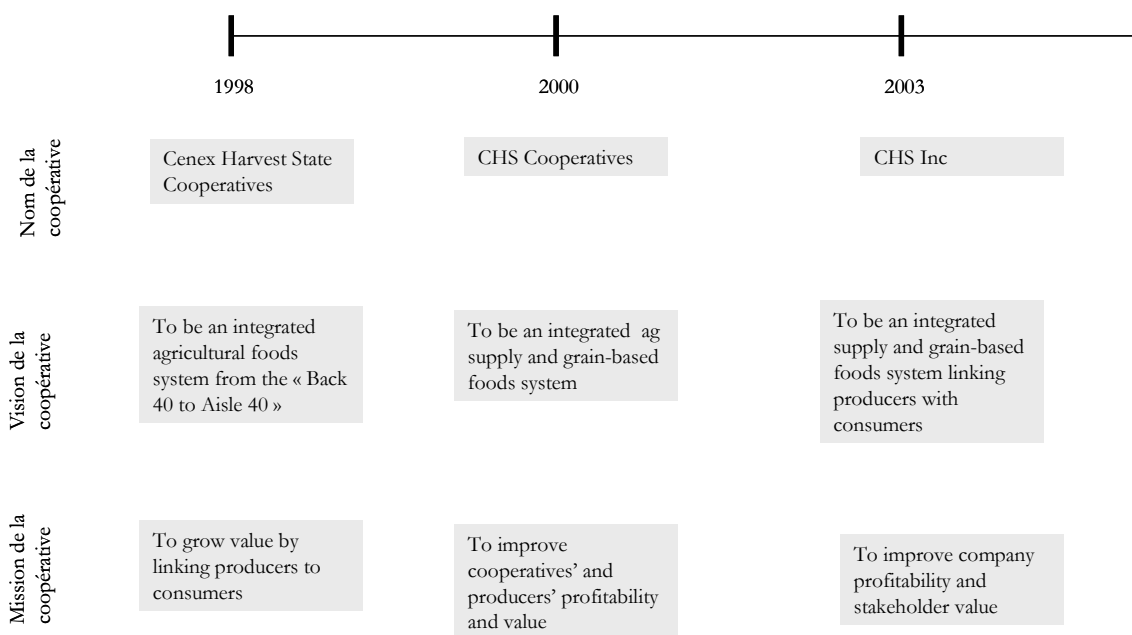 1998
2000
2003
Nom de la
coopérative
Cenex Harvest State
Cooperatives
CHS Cooperatives
CHS Inc
Vision de la
coopérative
To be an integrated
agricultural foods
system from the « Back
40 to Aisle 40 »
To be an integrated ag
supply and grain-based
foods system
To be an integrated
supply and grain-based
foods system linking
producers with
consumers
Mission de la
coopérative
To grow value by
linking producers to
consumers
To improve
cooperatives’ and
producers’ profitability
and value
To improve company
profitability and
stakeholder value